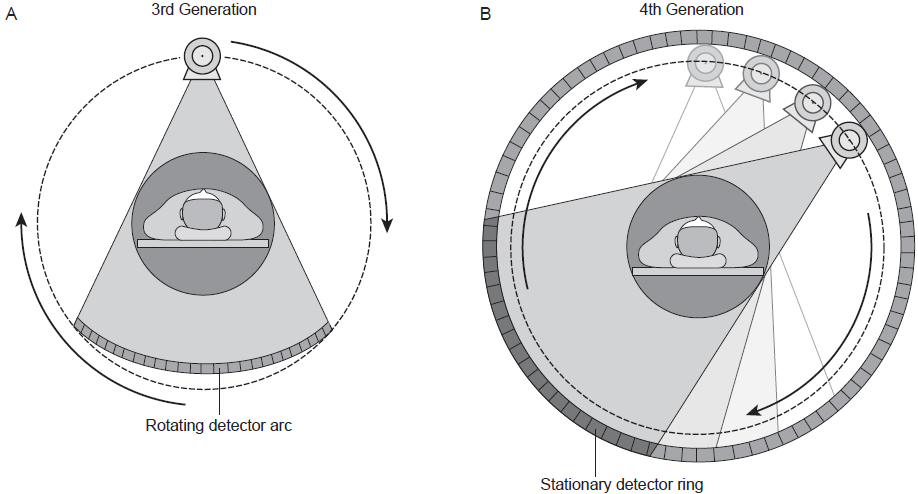 A
3rd Generation
Rotating detector arc
B
4th Generation
Stationary detector ring